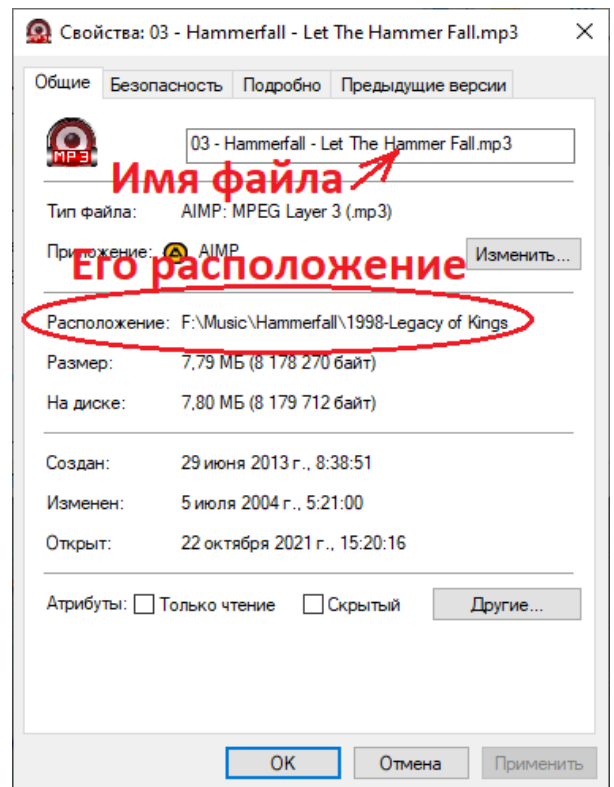 Свойства: 03 - Hammerfall - Let The Hammer Fall.mp3
Общие Безопасность Подробно Предыдущие версии
MP3
03 - Hammerfall - Let The Hammer Fall.mp3
Имя файла
Тип файла: AIMP: MPEG Layer 3 (.mp3)
Приложение: AIMP Изменить...
Его расположение
Расположение: F:\Music\Hammerfall\1998-Legacy of Kings
Размер: 7,79 МБ (8 178 270 байт)
На диске: 7,80 МБ (8 179 712 байт)
Создан: 29 июня 2013 г., 8:38:51
Изменен: 5 июля 2004 г., 5:21:00
Открыт: 22 октября 2021 г., 15:20:16
Атрибуты: Только чтение Скрытый Другие...
OK Отмена Применить